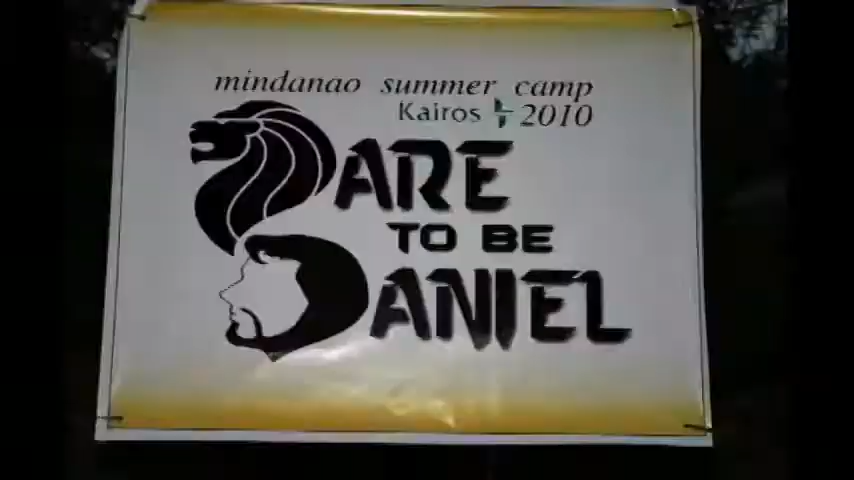 mindanao summer camp
Kairos 2010
DARE
TO BE
DANIEL